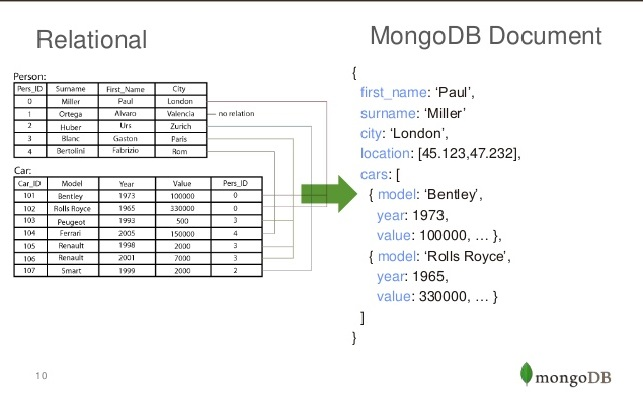 Relational
Person:
Pers_ID Surname First_Name City
0 Miller Paul London
1 Ortega Alvaro Valencia no relation
2 Huber Urs Zurich
3 Blanc Gaston Paris
4 Bertolini Fabrizio Rom
Car:
Car_ID Model Year Value Pers_ID
101 Bentley 1973 100000 0
102 Rolls Royce 1965 330000 0
103 Peugeot 1993 500 3
104 Ferrari 2005 150000 4
105 Renault 1998 2000 3
106 Renault 2001 7000 3
107 Smart 1999 2000 2
MongoDB Document
{
first_name: ‘Paul’,
surname: ‘Miller’
city: ‘London’,
location: [45.123,47.232],
cars: [
{ model: ‘Bentley’,
year: 1973,
value: 100000, … },
{ model: ‘Rolls Royce’,
year: 1965,
value: 330000, … }
]
}
10
mongoDB